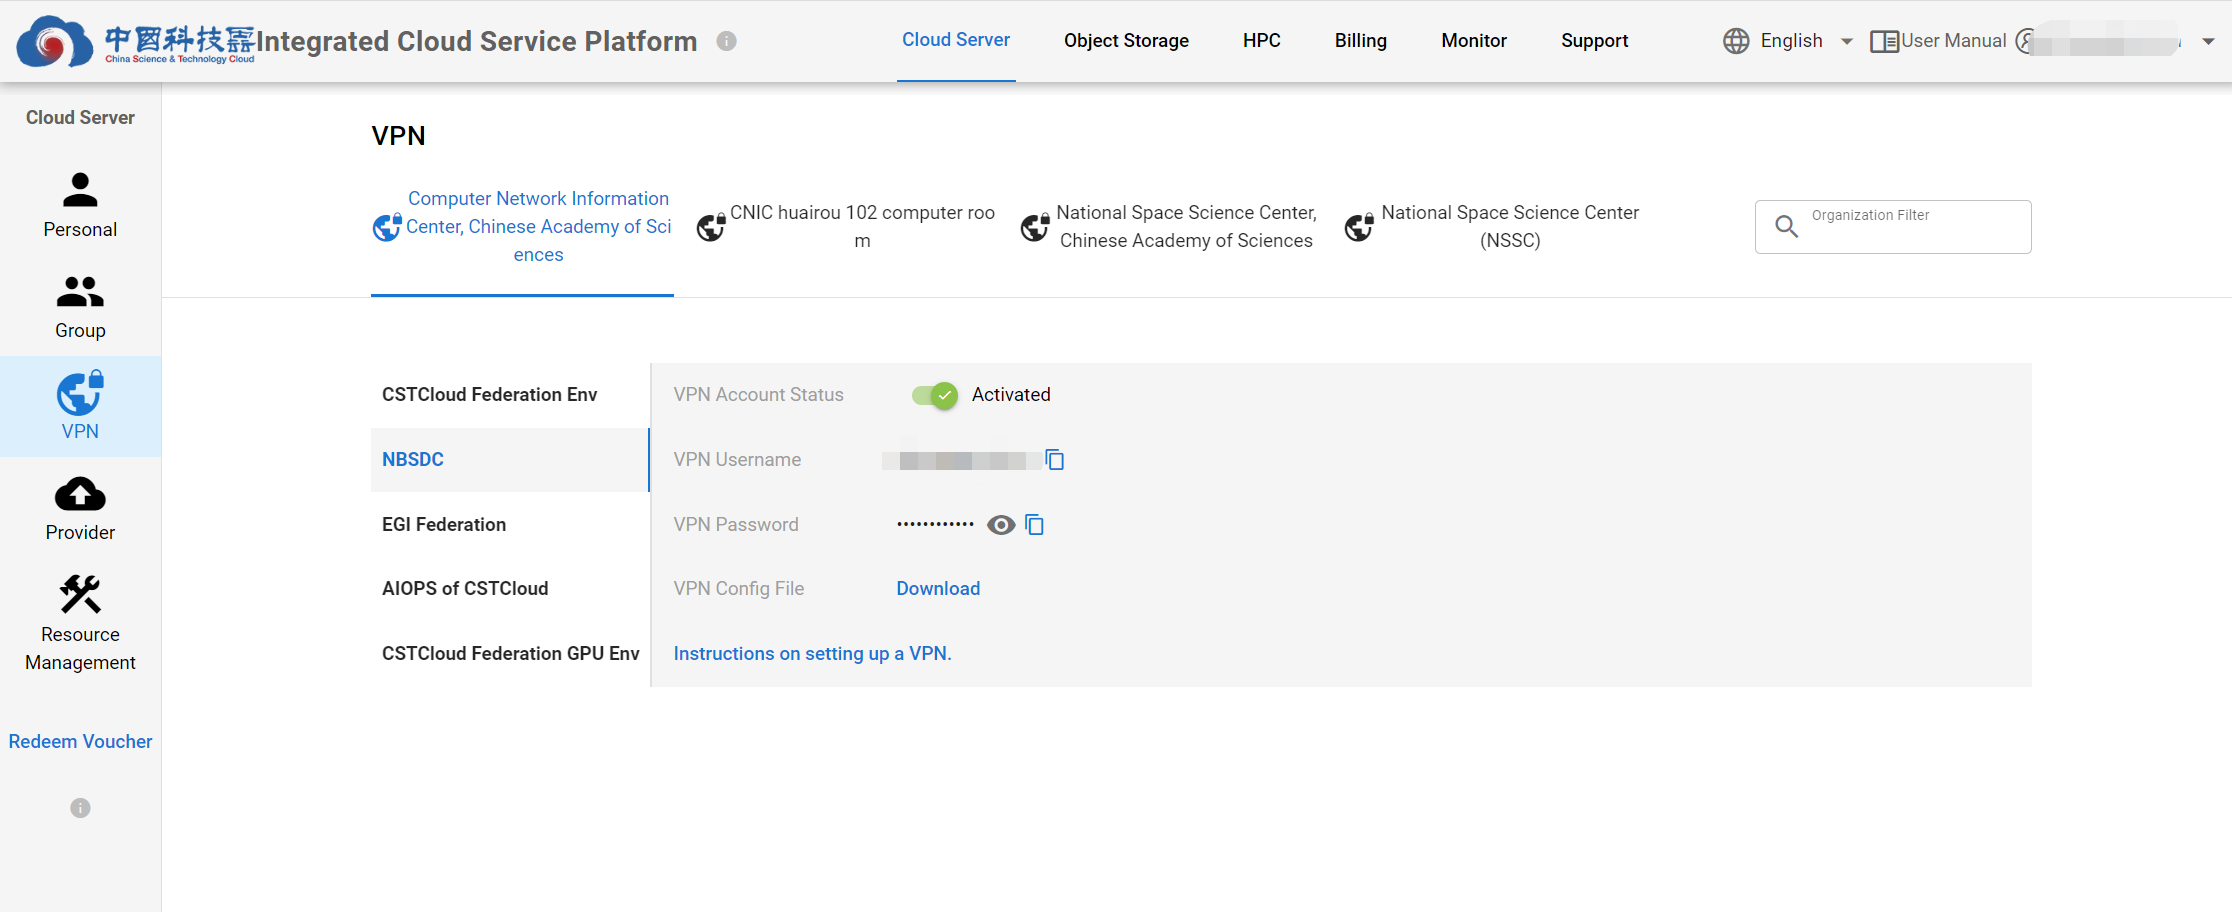 中国科技云
China Science & Technology Cloud
Integrated Cloud Service Platform
Cloud Server
Object Storage
HPC
Billing
Monitor
Support
English
User Manual
Cloud Server
Personal
Group
VPN
Provider
Resource
Management
Redeem Voucher
VPN
Computer Network Information
Center, Chinese Academy of Sci
ences
CNIC huairou 102 computer roo
m
National Space Science Center,
Chinese Academy of Sciences
National Space Science Center
(NSSC)
Organization Filter
CSTCloud Federation Env
NBSDC
EGI Federation
AIOPS of CSTCloud
CSTCloud Federation GPU Env
VPN Account Status
Activated
VPN Username
VPN Password
••••••••••••
VPN Config File
Download
Instructions on setting up a VPN.